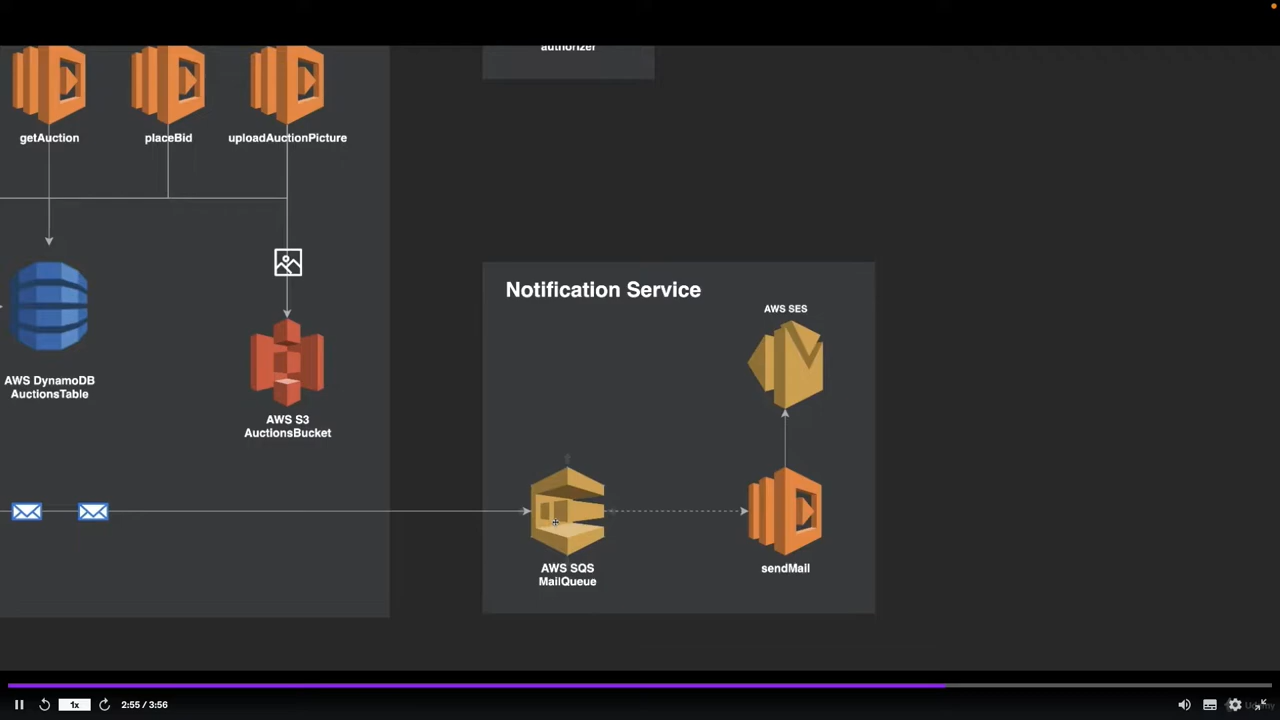 authorizer
getAuction
placeBid
uploadAuctionPicture
Notification Service
AWS SES
AWS DynamoDB
AuctionsTable
AWS S3
AuctionsBucket
AWS SQS
MailQueue
sendMail
1x
2:55 / 3:56
Udemy